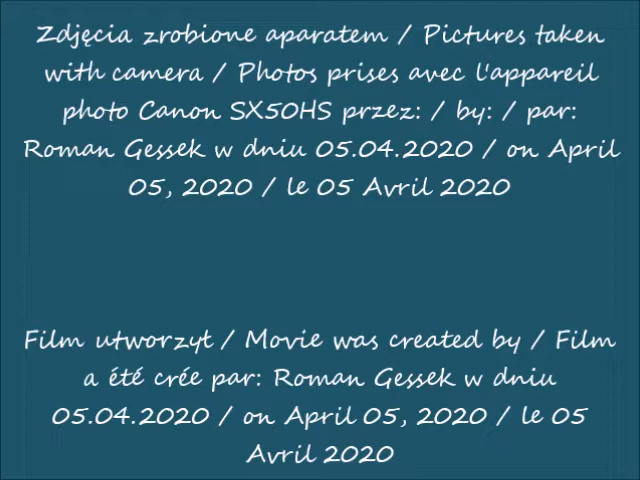 Zdjęcia zrobione aparatem / Pictures taken
with camera / Photos prises avec l'appareil
photo Canon SX50HS przez: / by: / par:
Roman Gessek w dniu 05.04.2020 / on April
05, 2020 / le 05 Avril 2020
Film utworzył / Movie was created by / Film
a été crée par: Roman Gessek w dniu
05.04.2020 / on April 05, 2020 / le 05
Avril 2020